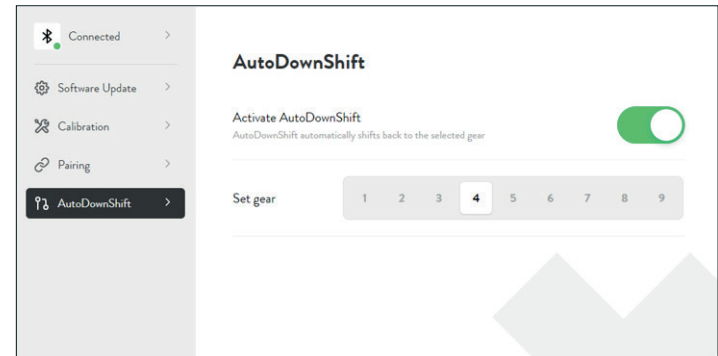 Connected
Software Update
Calibration
Pairing
AutoDownShift
AutoDownShift
Activate AutoDownShift
AutoDownShift automatically shifts back to the selected gear
Set gear 1 2 3 4 5 6 7 8 9